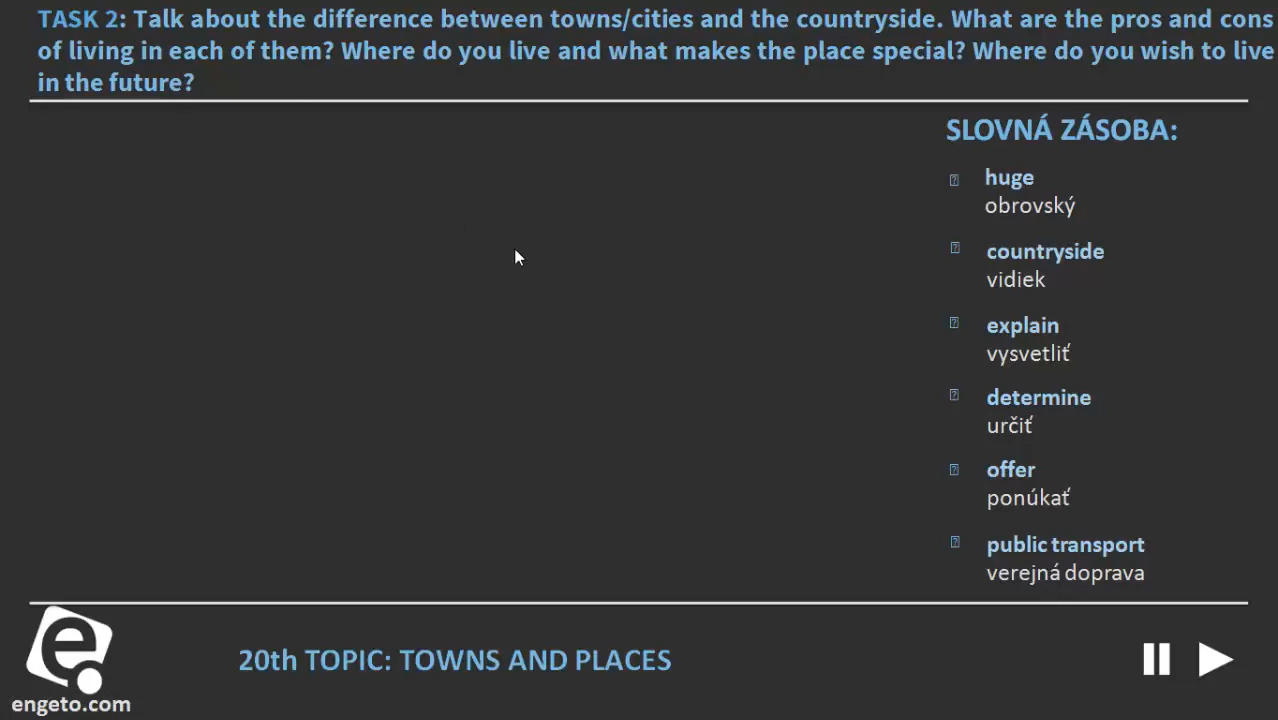 TASK 2: Talk about the difference between towns/cities and the countryside. What are the pros and cons
of living in each of them? Where do you live and what makes the place special? Where do you wish to live
in the future?
SLOVNÁ ZÁSOBA:
huge
obrovský
countryside
vidiek
explain
vysvetliť
determine
určiť
offer
ponúkať
public transport
verejná doprava
e
engeto.com
20th TOPIC: TOWNS AND PLACES